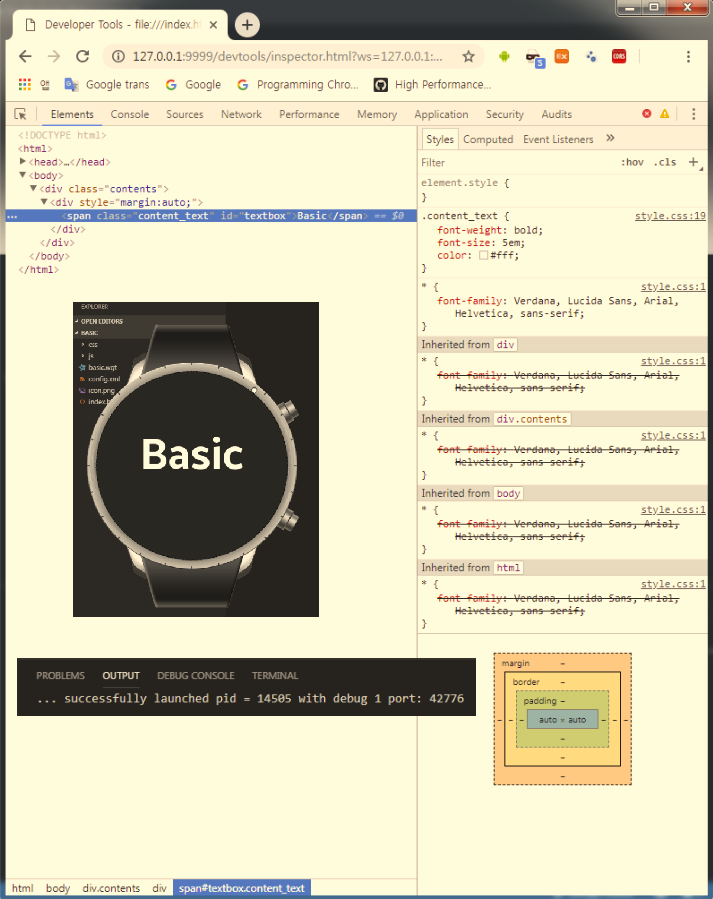 Developer Tools - file:///index.h
127.0.0.1:9999/devtools/inspector.html?ws=127.0.0.1:...
S
EX
CORS
Google trans
Google
Programming Chro...
High Performance...
Elements Console Sources Network Performance Memory Application Security Audits
<!DOCTYPE html>
<html>
<head>…</head>
<body>
<div class="contents">
<div style="margin:auto;">
... <span class="content_text" id="textbox">Basic</span> == $0
</div>
</div>
</body>
</html>
Styles Computed Event Listeners »
Filter :hov .cls +
element.style {
}
.content_text { style.css:19
font-weight: bold;
font-size: 5em;
color: #fff;
}
* { style.css:1
font-family: Verdana, Lucida Sans, Arial,
Helvetica, sans-serif;
}
Inherited from div
* { style.css:1
font-family: Verdana, Lucida Sans, Arial,
Helvetica, sans-serif;
}
Inherited from div.contents
* { style.css:1
font-family: Verdana, Lucida Sans, Arial,
Helvetica, sans-serif;
}
Inherited from body
* { style.css:1
font-family: Verdana, Lucida Sans, Arial,
Helvetica, sans-serif;
}
Inherited from html
* { style.css:1
font-family: Verdana, Lucida Sans, Arial,
Helvetica, sans-serif;
}
EXPLORER
OPEN EDITORS
BASIC
css
js
basic.wgt
config.xml
icon.png
index.h
Basic
PROBLEMS OUTPUT DEBUG CONSOLE TERMINAL
... successfully launched pid = 14505 with debug 1 port: 42776
margin –
border –
padding –
– – – auto × auto – – –
–
–
–
html body div.contents div span#textbox.content_text